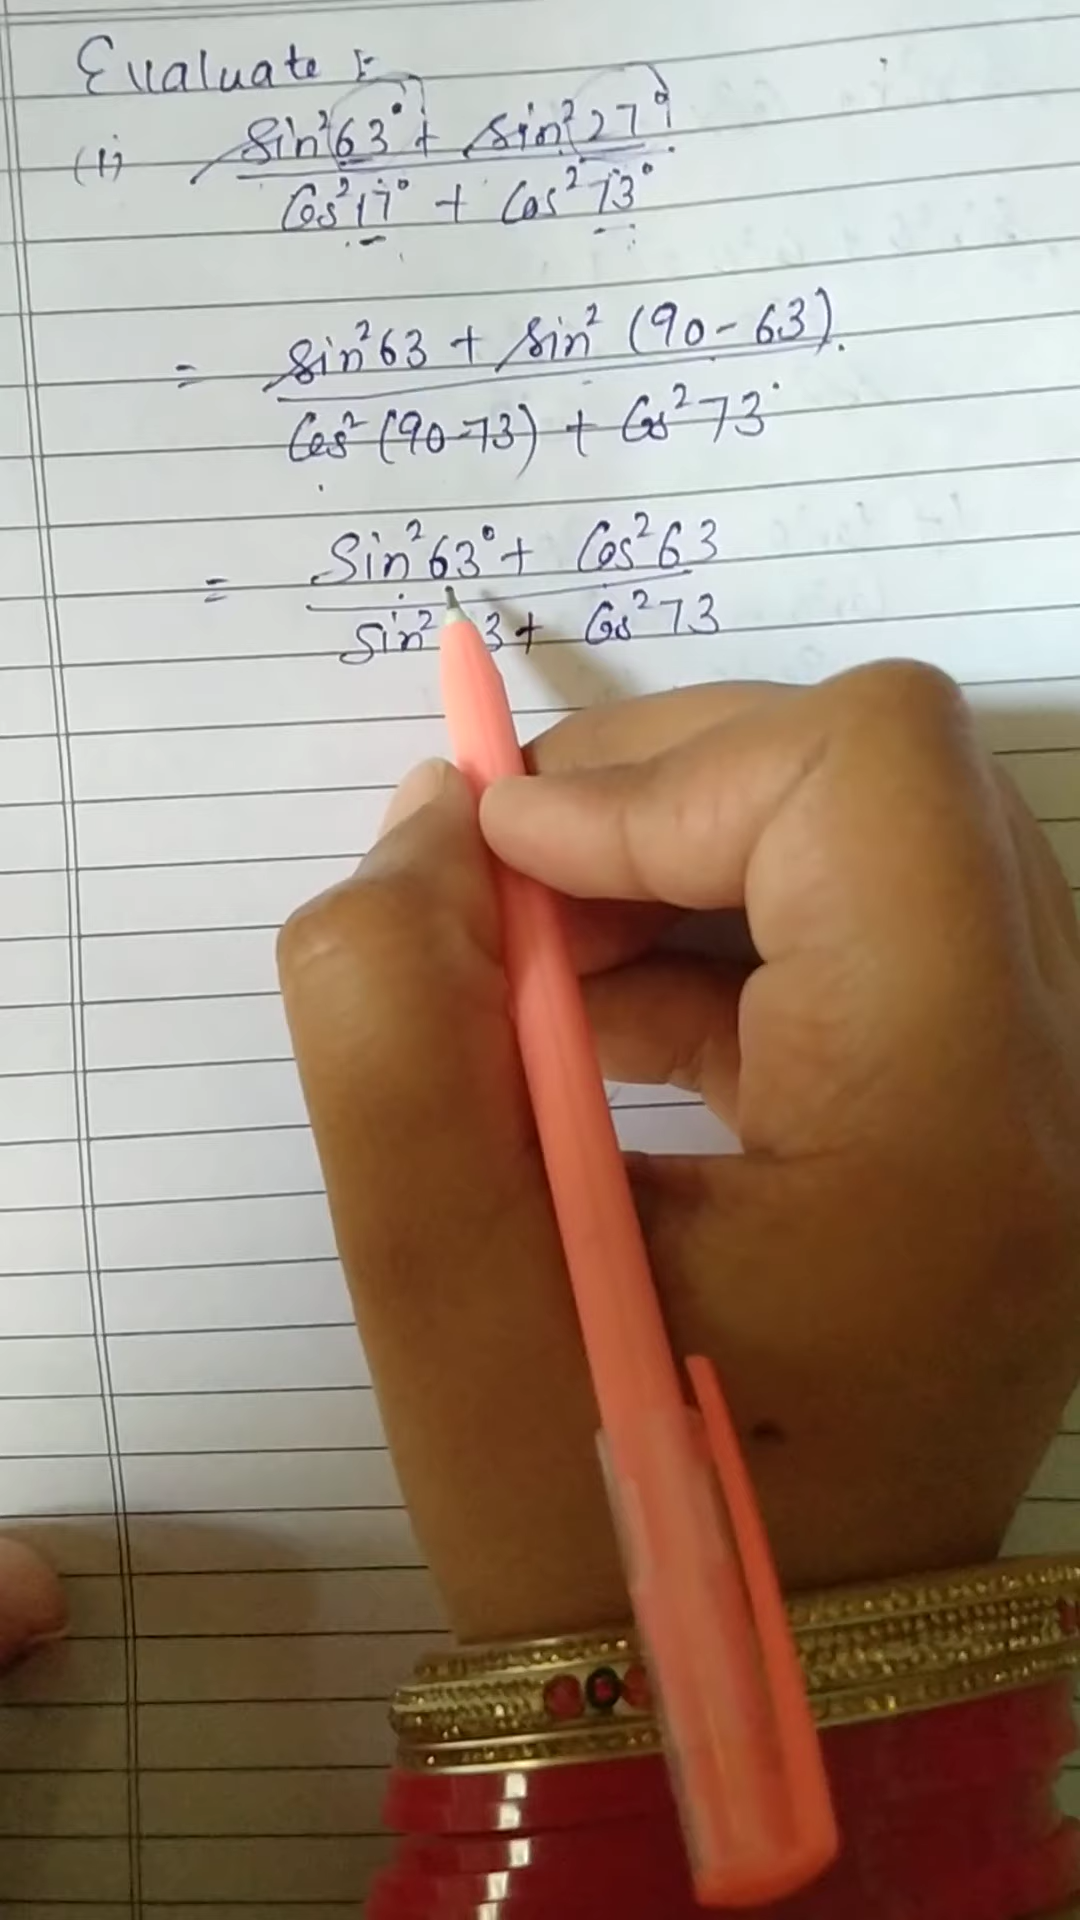 Evaluate :
(i) sin²63° + sin²27°
cos²17° + cos²73°
= sin²63 + sin² (90 - 63).
cos² (90-73) + cos²73°
= sin²63° + cos²63
sin² 3 + cos²73